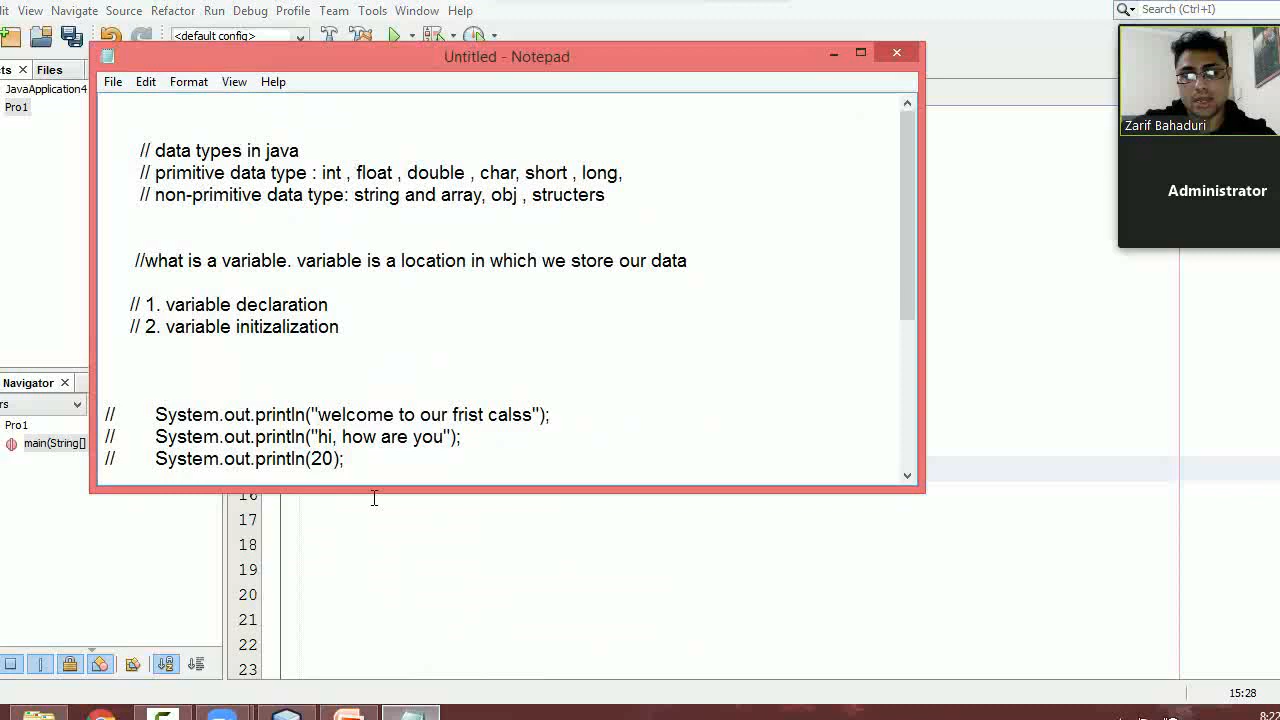 dit View Navigate Source Refactor Run Debug Profile Team Tools Window Help
Search (Ctrl+I)
<default config>
Untitled - Notepad
cts Files
File Edit Format View Help
JavaApplication4
Pro1
// data types in java
// primitive data type : int , float , double , char, short , long,
// non-primitive data type: string and array, obj , structers
//what is a variable. variable is a location in which we store our data
// 1. variable declaration
// 2. variable initizalization
// System.out.println("welcome to our frist calss");
// System.out.println("hi, how are you");
// System.out.println(20);
Zarif Bahaduri
Administrator
Navigator
rs
Pro1
main(String[]
16
17
18
19
20
21
22
23
15:28